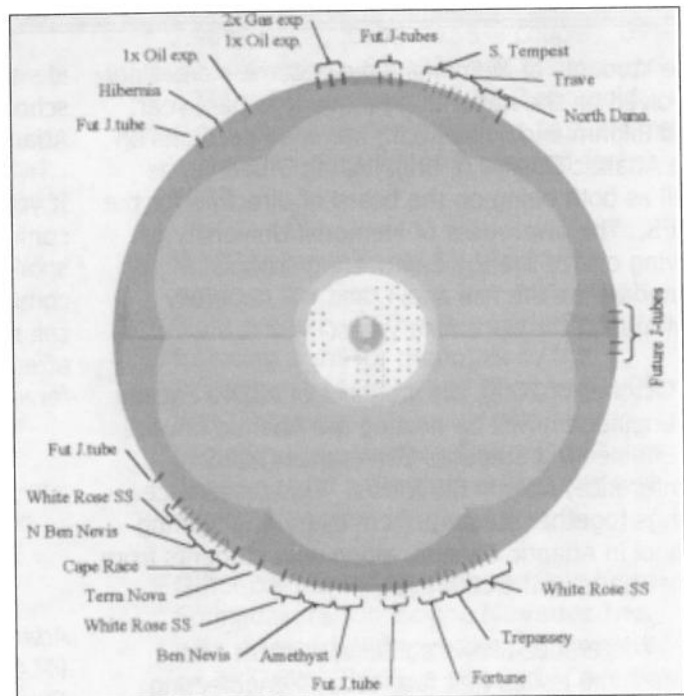 2x Gas exp
1x Oil exp.
1x Oil exp.
Hibernia
Fut J.tube
Fut.J-tubes
S. Tempest
Trave
North Dana.
Future J-tubes
Fut J.tube
White Rose SS
N Ben Nevis
Cape Race
Terra Nova
White Rose SS
Ben Nevis
Amethyst
Fut J.tube
Fortune
Trepassey
White Rose SS